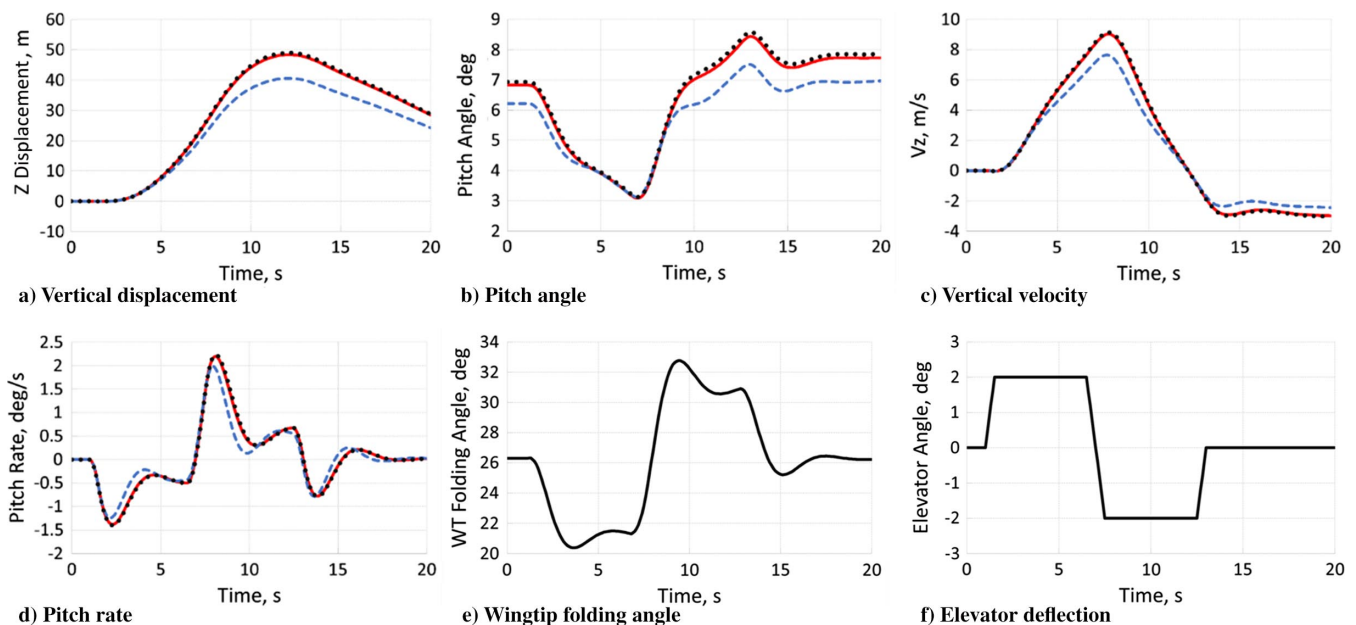 Z Displacement, m
60
50
40
30
20
10
0
-10
0 5 10 15 20
Time, s
a) Vertical displacement
Pitch Angle, deg
9
8
7
6
5
4
3
2
0 5 10 15 20
Time, s
b) Pitch angle
Vz, m/s
10
8
6
4
2
0
-2
-4
0 5 10 15 20
Time, s
c) Vertical velocity
Pitch Rate, deg/s
2.5
2
1.5
1
0.5
0
-0.5
-1
-1.5
-2
0 5 10 15 20
Time, s
d) Pitch rate
WT Folding Angle, deg
34
32
30
28
26
24
22
20
0 5 10 15 20
Time, s
e) Wingtip folding angle
Elevator Angle, deg
3
2
1
0
-1
-2
-3
0 5 10 15 20
Time, s
f) Elevator deflection